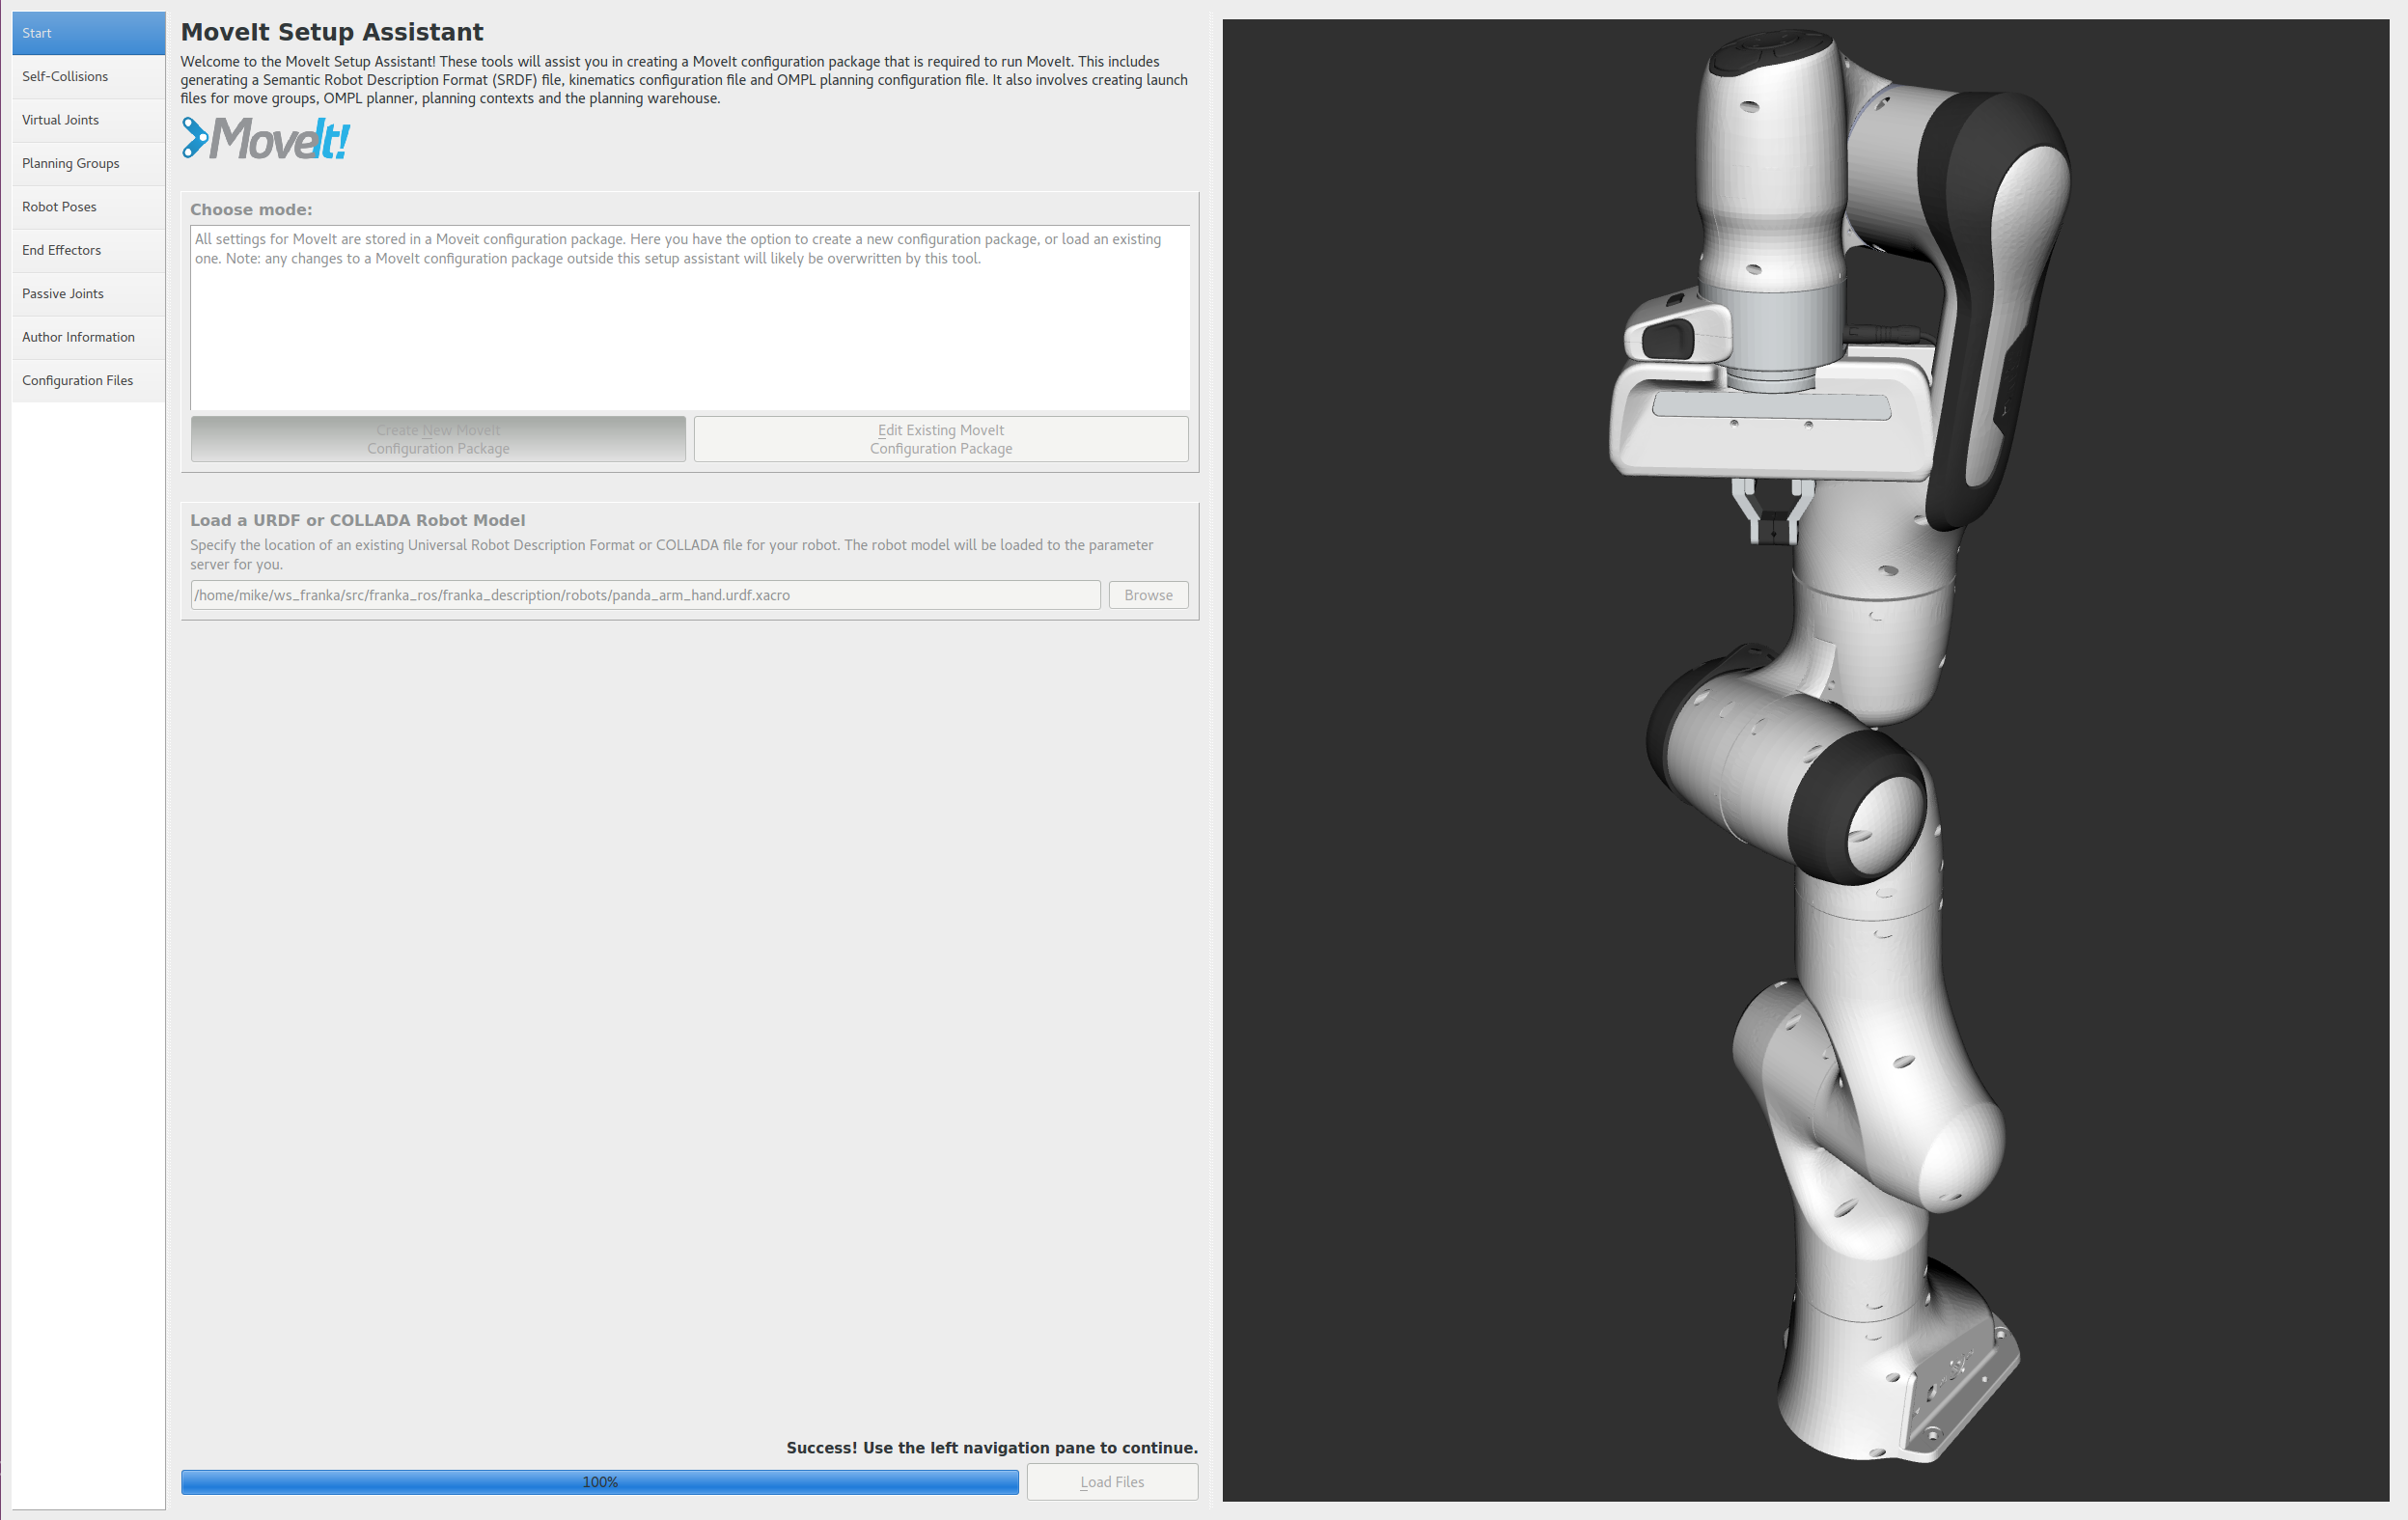 Start
Self-Collisions
Virtual Joints
Planning Groups
Robot Poses
End Effectors
Passive Joints
Author Information
Configuration Files
MoveIt Setup Assistant
Welcome to the MoveIt Setup Assistant! These tools will assist you in creating a MoveIt configuration package that is required to run MoveIt. This includes
generating a Semantic Robot Description Format (SRDF) file, kinematics configuration file and OMPL planning configuration file. It also involves creating launch
files for move groups, OMPL planner, planning contexts and the planning warehouse.
MoveIt!
Choose mode:
All settings for MoveIt are stored in a Moveit configuration package. Here you have the option to create a new configuration package, or load an existing
one. Note: any changes to a MoveIt configuration package outside this setup assistant will likely be overwritten by this tool.
Create New MoveIt
Configuration Package
Edit Existing MoveIt
Configuration Package
Load a URDF or COLLADA Robot Model
Specify the location of an existing Universal Robot Description Format or COLLADA file for your robot. The robot model will be loaded to the parameter
server for you.
/home/mike/ws_franka/src/franka_ros/franka_description/robots/panda_arm_hand.urdf.xacro
Browse
Success! Use the left navigation pane to continue.
100%
Load Files